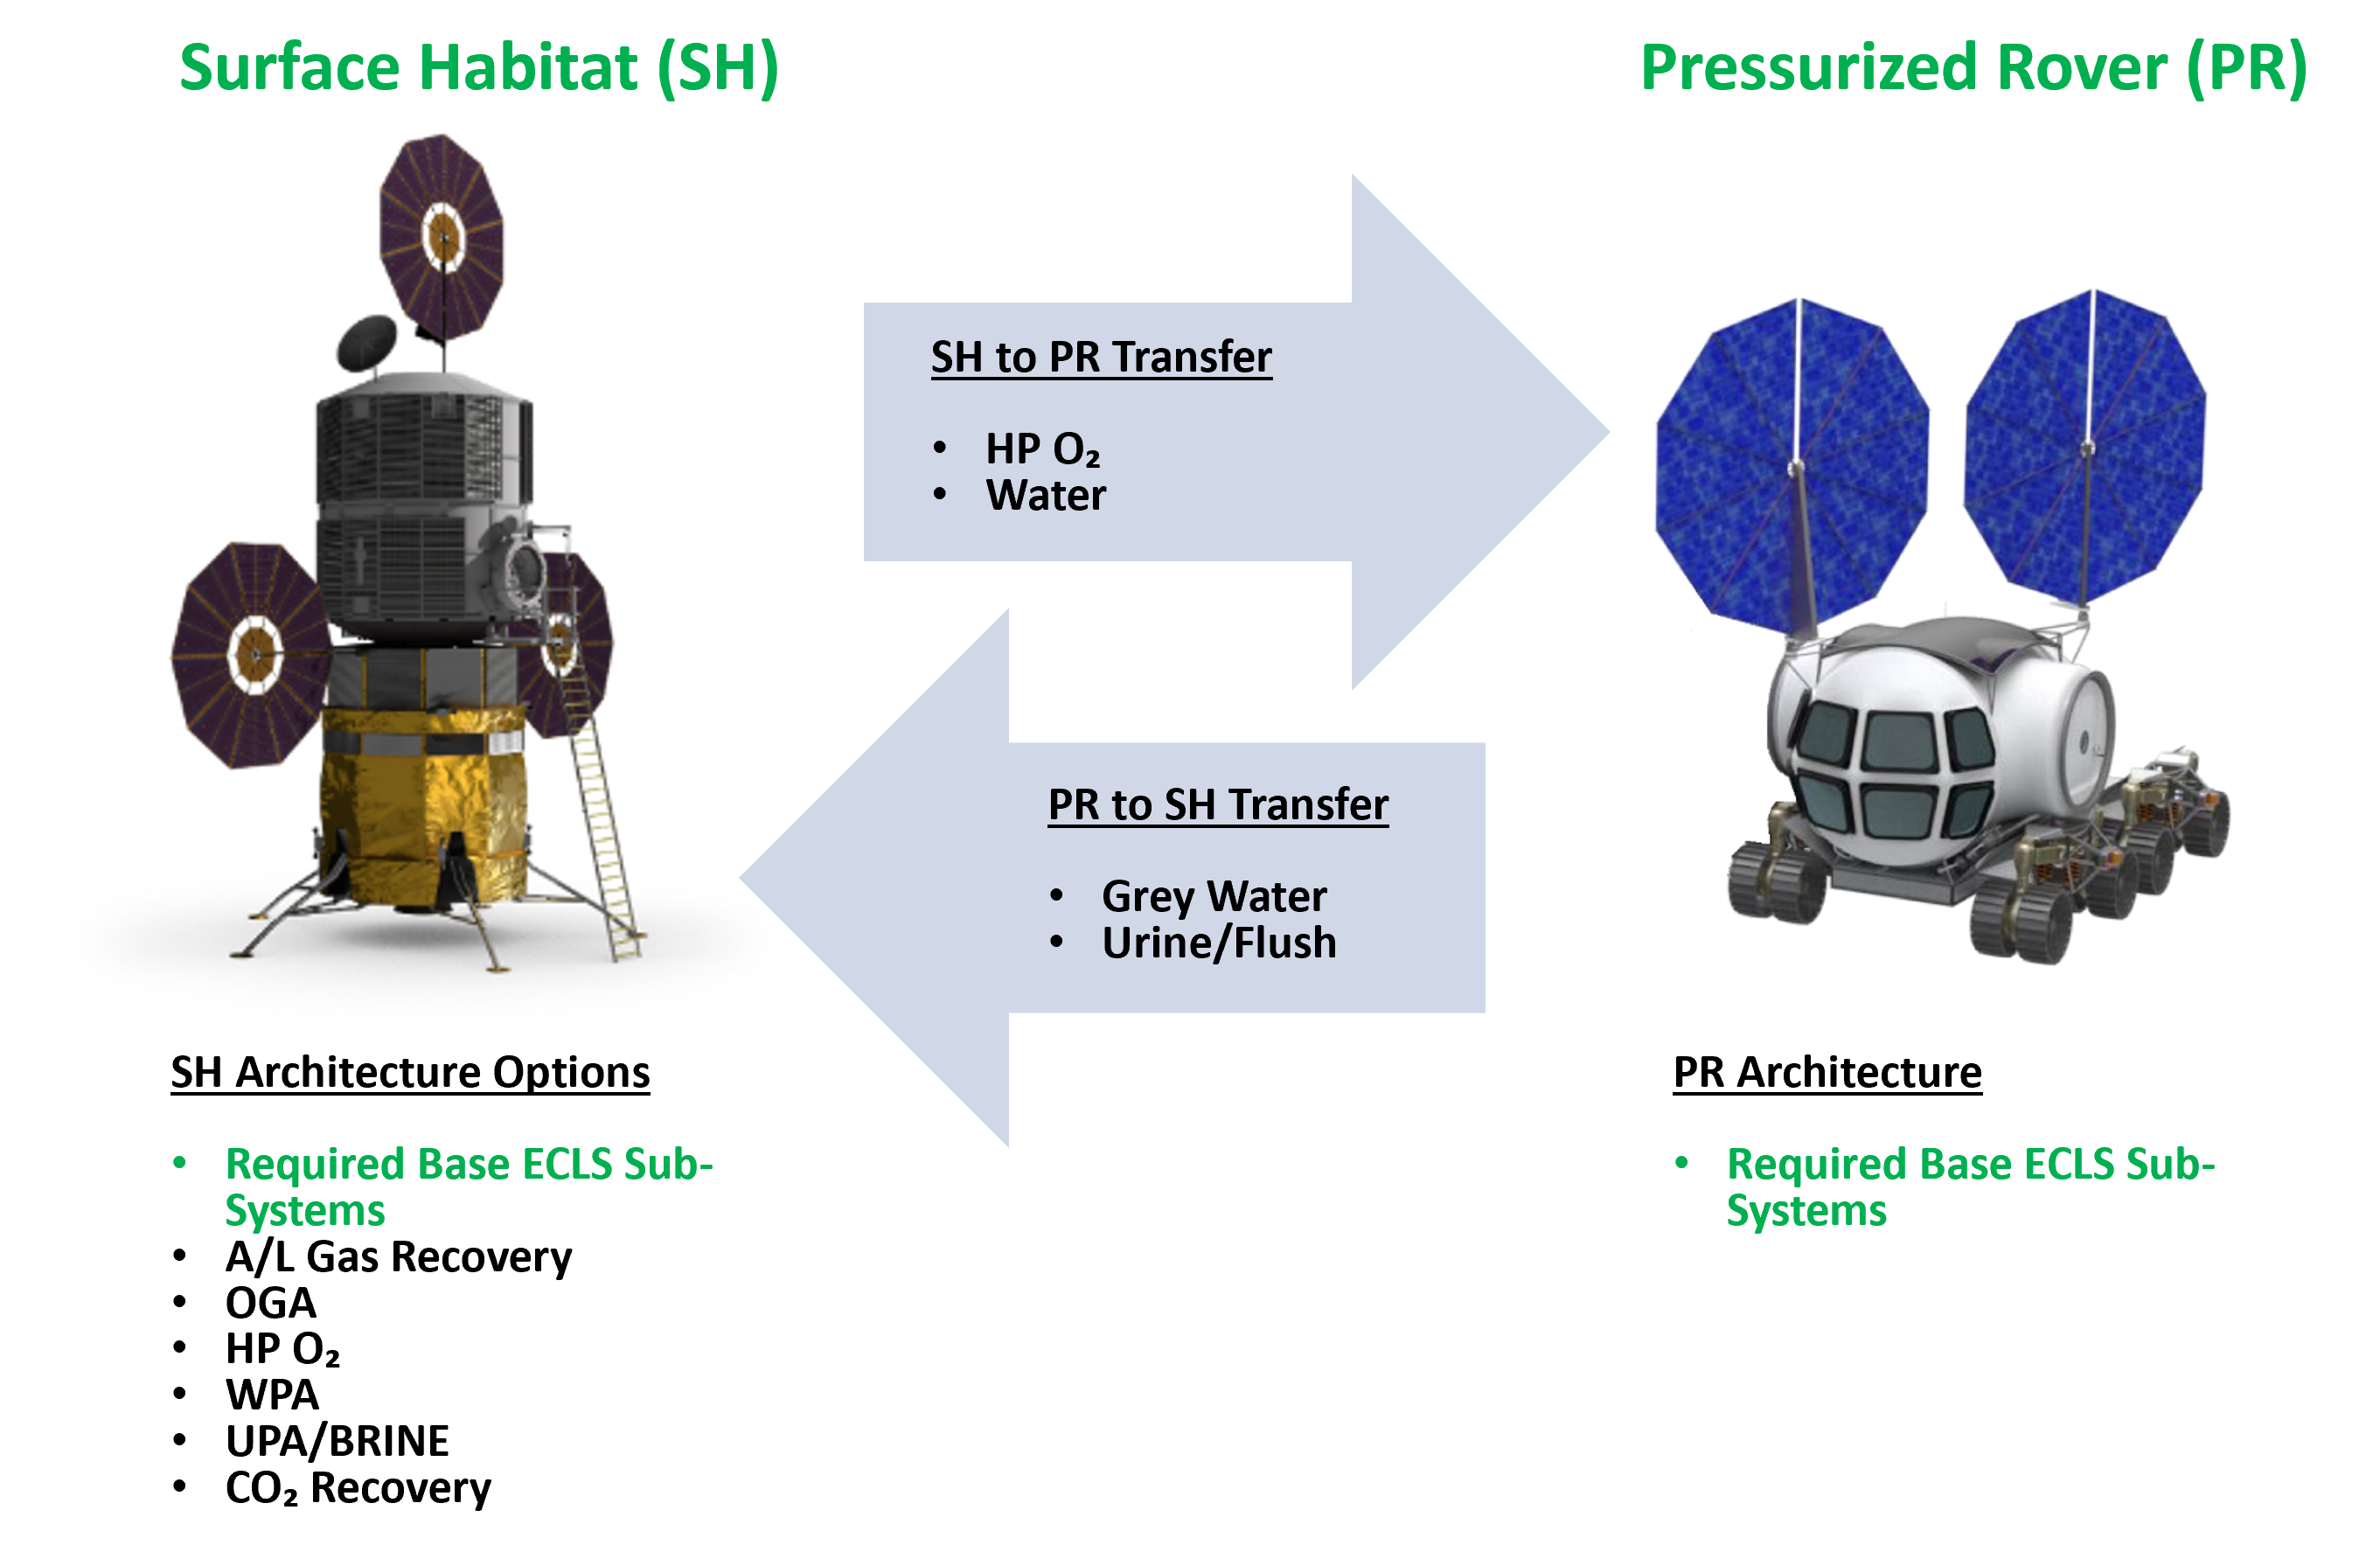 Surface Habitat (SH)
Pressurized Rover (PR)
SH to PR Transfer
• HP O₂
• Water
PR to SH Transfer
• Grey Water
• Urine/Flush
SH Architecture Options
• Required Base ECLS Sub-
Systems
• A/L Gas Recovery
• OGA
• HP O₂
• WPA
• UPA/BRINE
• CO₂ Recovery
PR Architecture
• Required Base ECLS Sub-
Systems